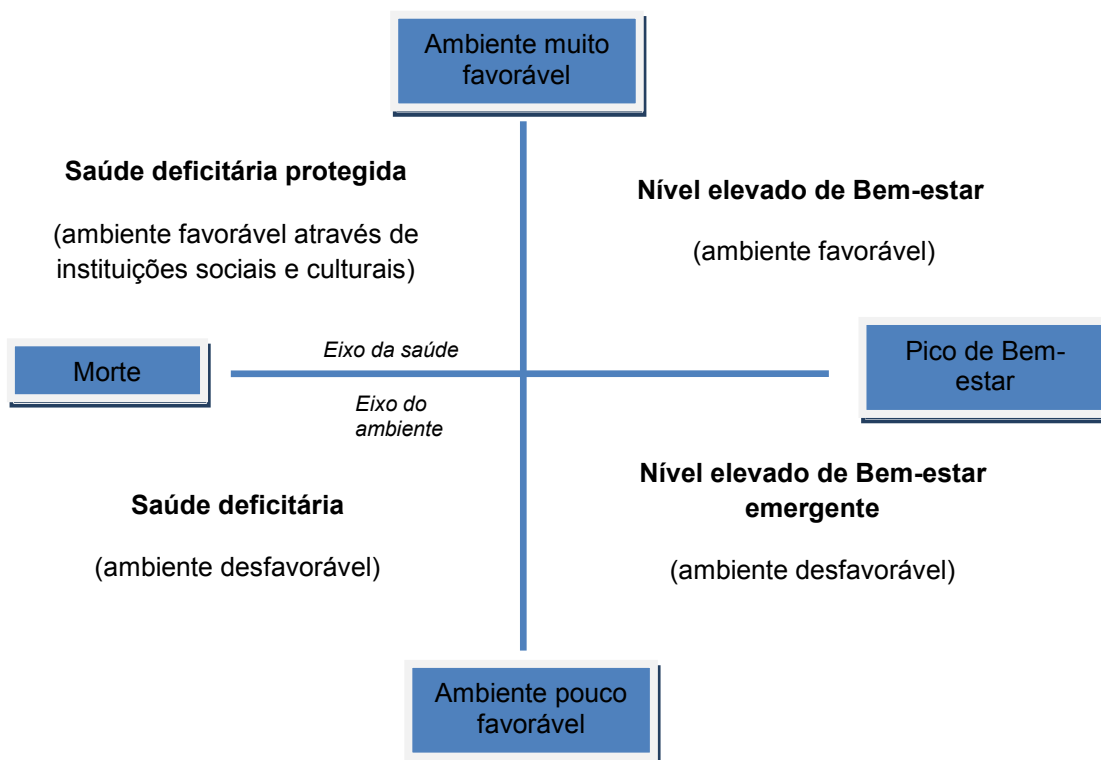 Ambiente muito
favorável
Saúde deficitária protegida
(ambiente favorável através de
instituições sociais e culturais)
Nível elevado de Bem-estar
(ambiente favorável)
Morte
Eixo da saúde
Eixo do
ambiente
Pico de Bem-
estar
Saúde deficitária
(ambiente desfavorável)
Nível elevado de Bem-estar
emergente
(ambiente desfavorável)
Ambiente pouco
favorável